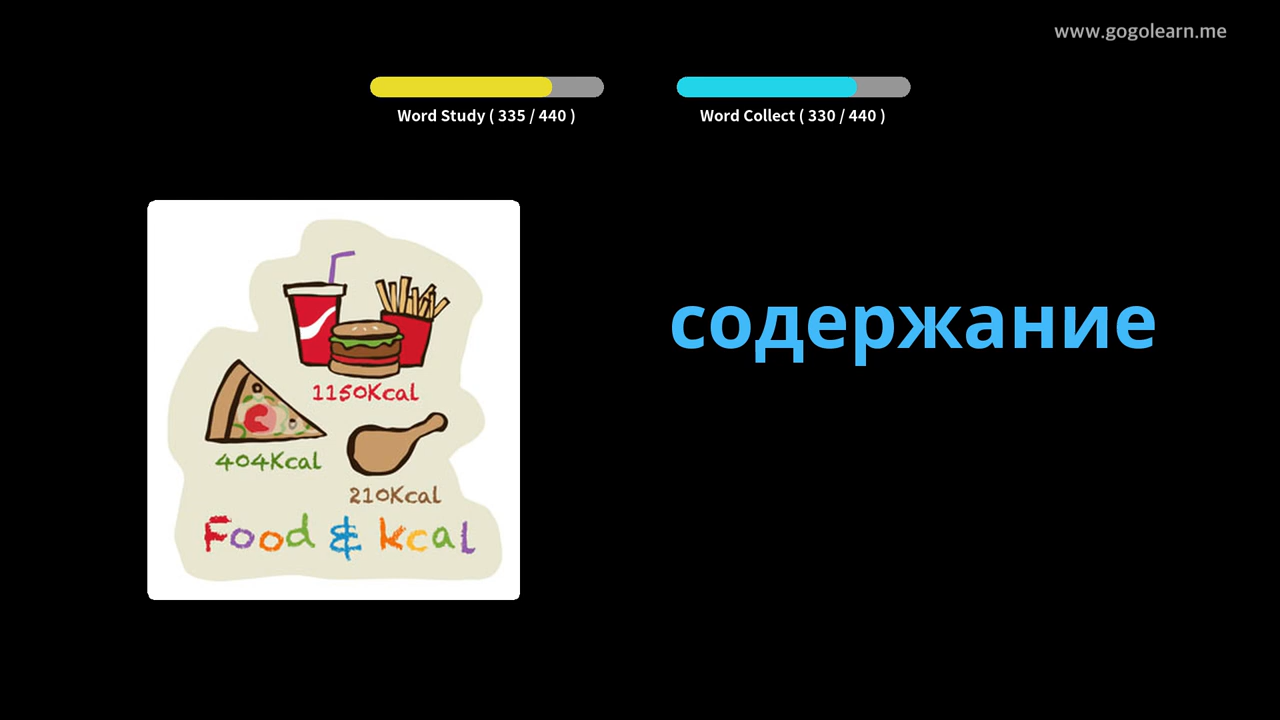 www.gogolearn.me
Word Study ( 335 / 440 )
Word Collect ( 330 / 440 )
содержание
1150Kcal
404Kcal
210Kcal
Food & kcal